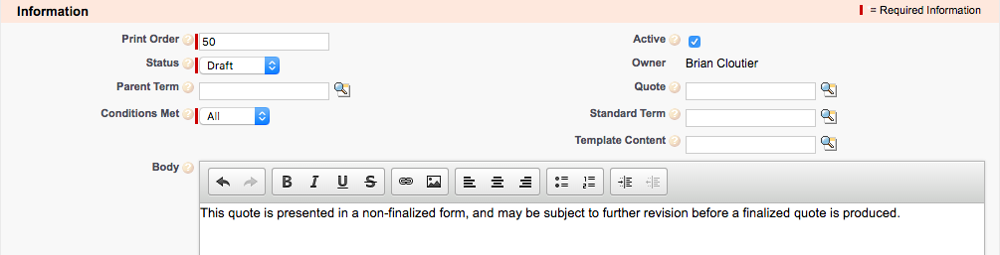 Information
= Required Information
Print Order ? 50
Active ?
Status ? Draft
Owner Brian Cloutier
Parent Term ?
Quote ?
Conditions Met ? All
Standard Term ?
Template Content ?
Body ?
B I U S
This quote is presented in a non-finalized form, and may be subject to further revision before a finalized quote is produced.